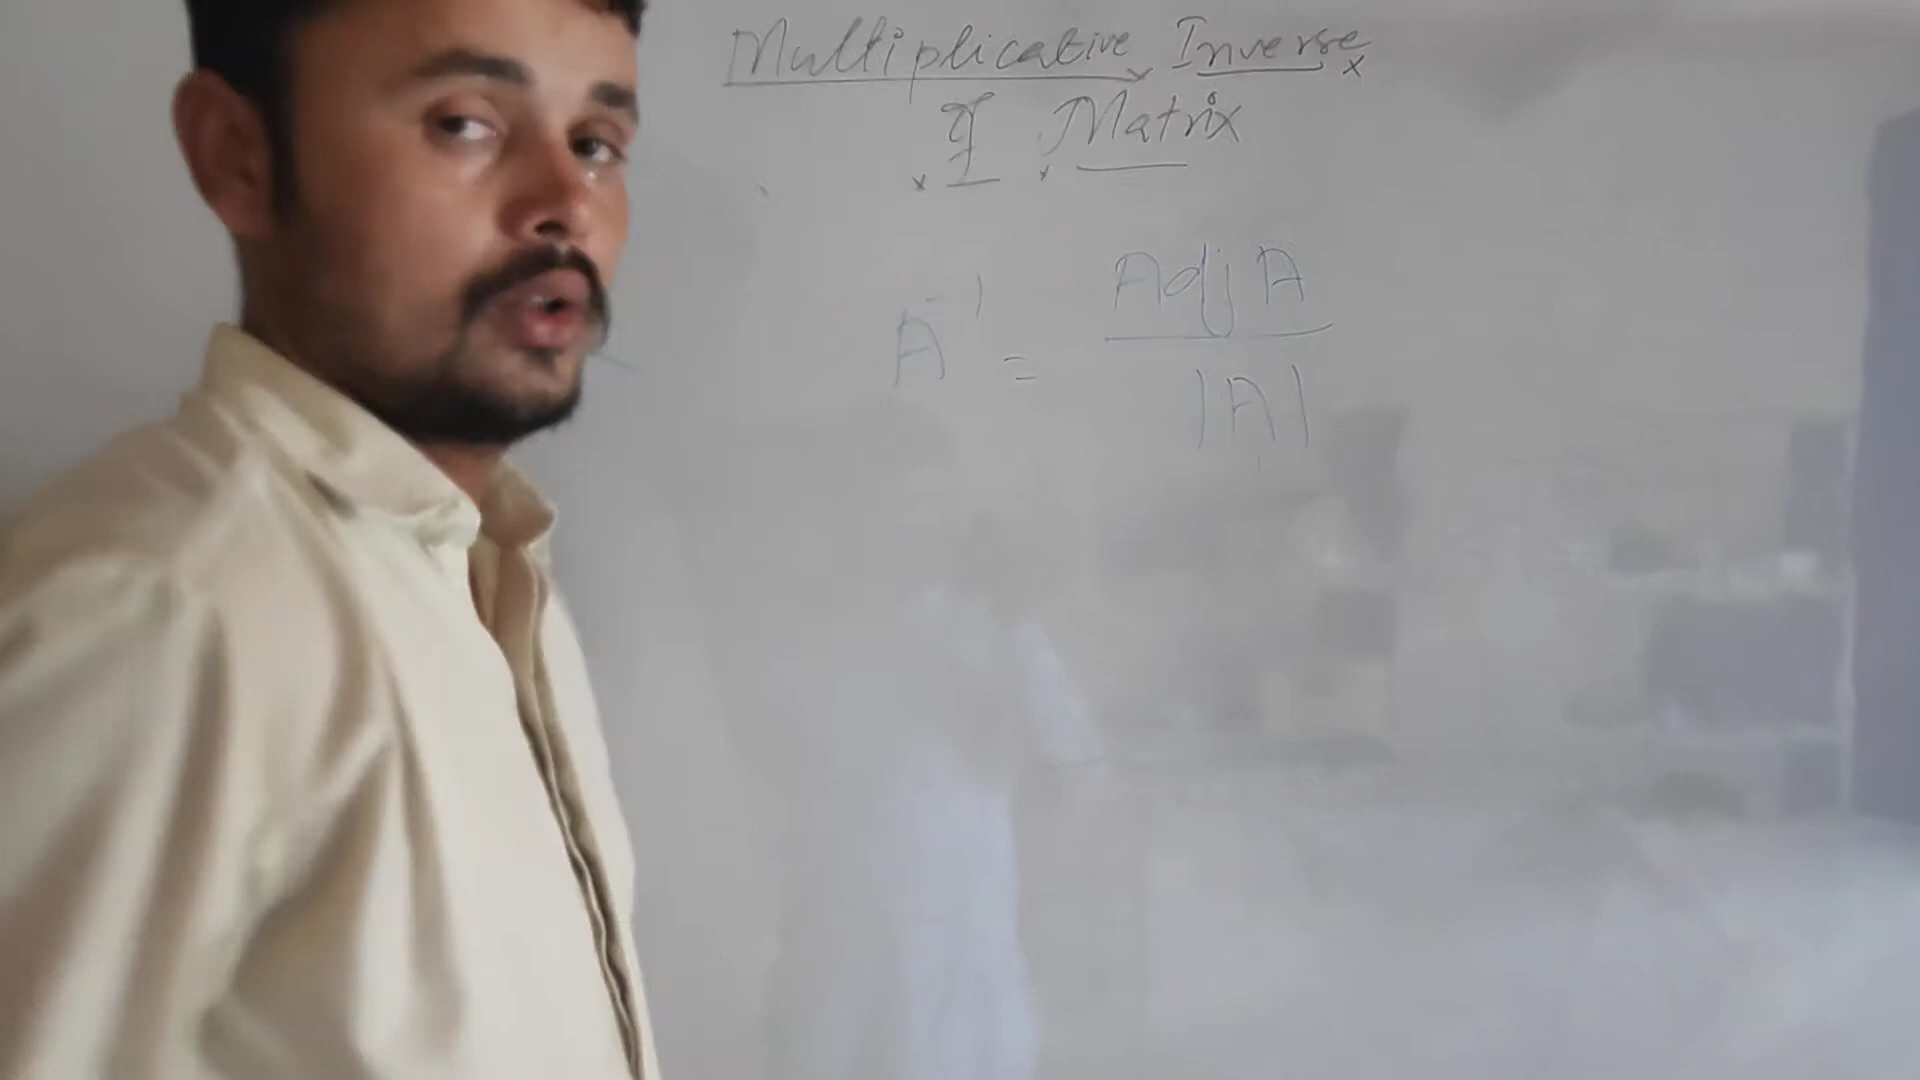 Multiplicative Inverse
of Matrix
A⁻¹ = Adj A
|A|